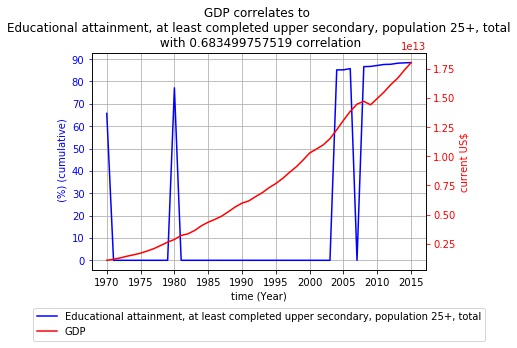 GDP correlates to
Educational attainment, at least completed upper secondary, population 25+, total
with 0.683499757519 correlation
1e13
90
80
70
60
50
40
30
20
10
0
(%) (cumulative)
1.75
1.50
1.25
1.00
0.75
0.50
0.25
current US$
1970 1975 1980 1985 1990 1995 2000 2005 2010 2015
time (Year)
Educational attainment, at least completed upper secondary, population 25+, total
GDP